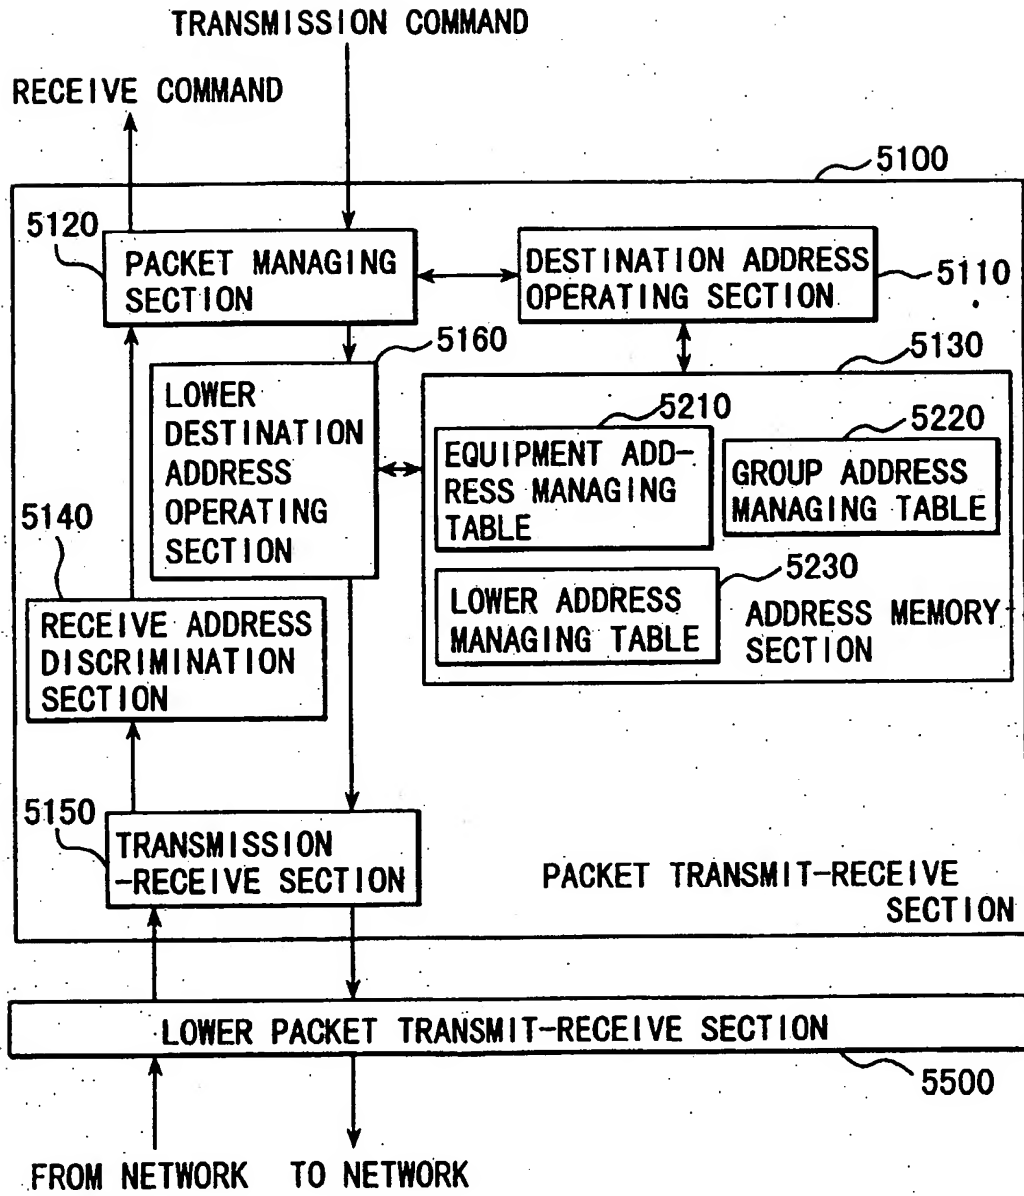 TRANSMISSION COMMAND
RECEIVE COMMAND
5100
5120
PACKET MANAGING
SECTION
DESTINATION ADDRESS
OPERATING SECTION
5110
5160
5130
LOWER
DESTINATION
ADDRESS
OPERATING
SECTION
5210
EQUIPMENT ADD-
RESS MANAGING
TABLE
5220
GROUP ADDRESS
MANAGING TABLE
5140
5230
LOWER ADDRESS
MANAGING TABLE
ADDRESS MEMORY
SECTION
RECEIVE ADDRESS
DISCRIMINATION
SECTION
5150
TRANSMISSION
-RECEIVE SECTION
PACKET TRANSMIT-RECEIVE
SECTION
LOWER PACKET TRANSMIT-RECEIVE SECTION
5500
FROM NETWORK
TO NETWORK